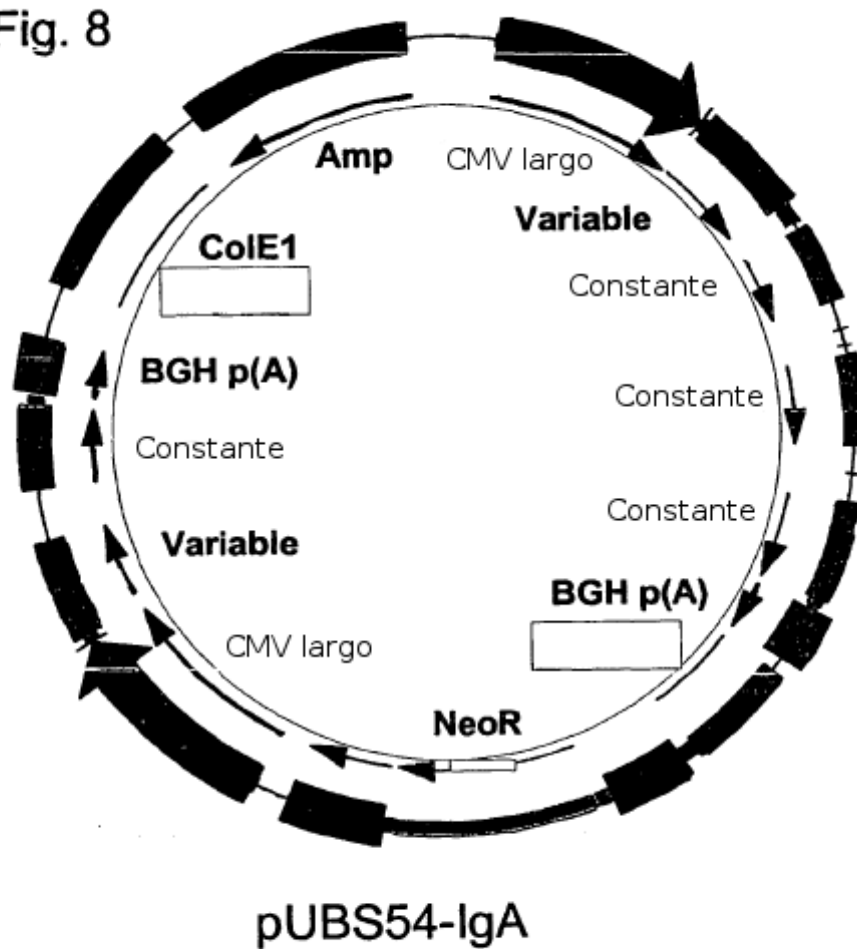 Fig. 8
Amp
CMV largo
Variable
ColE1
Constante
BGH p(A)
Constante
Constante
Constante
Variable
BGH p(A)
CMV largo
NeoR
pUBS54-IgA